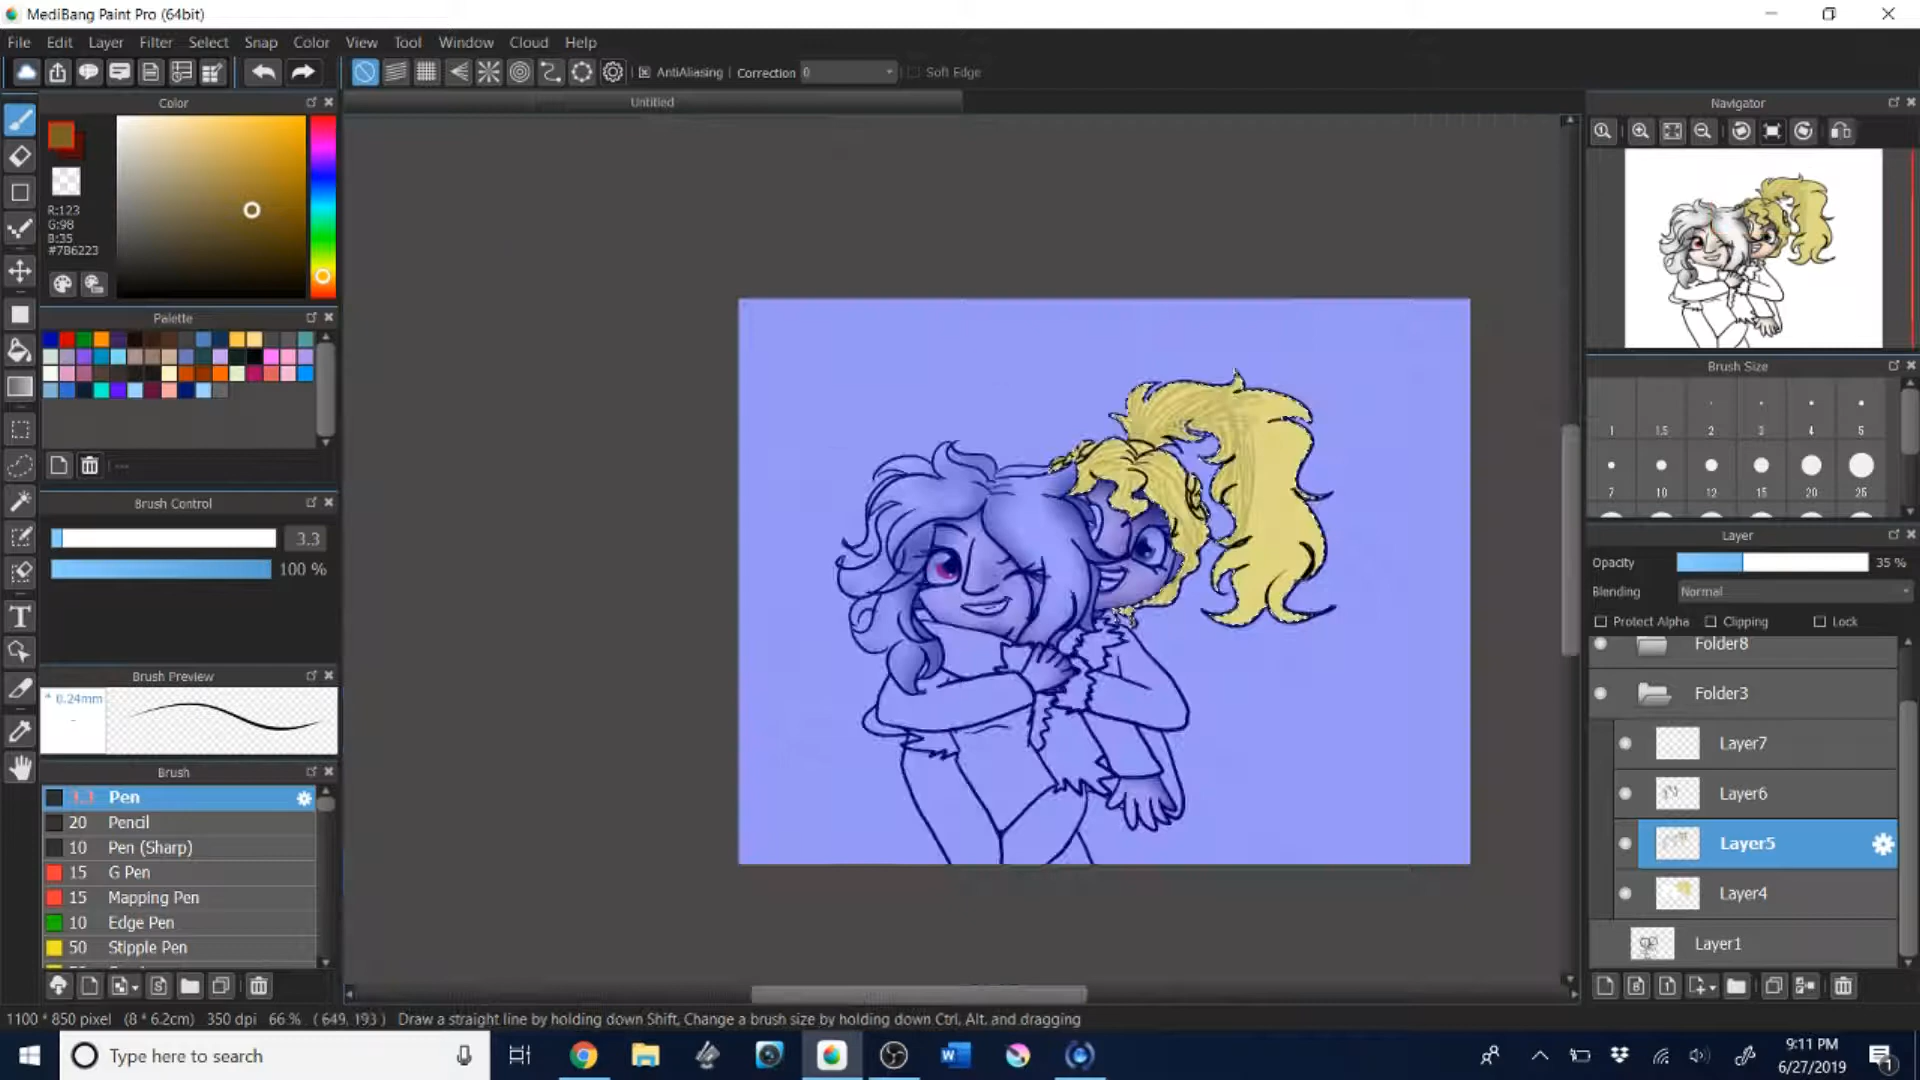 MediBang Paint Pro (64bit)
File Edit Layer Filter Select Snap Color View Tool Window Cloud Help
AntiAliasing Correction 0 Soft Edge
Color
Untitled
Navigator
R:123
G:98
B:35
#7B6223
Palette
---
Brush Size
1 1.5 2 3 4 5
7 10 12 15 20 25
Brush Control
3.3
100 %
Layer
Opacity 35 %
Blending Normal
Protect Alpha Clipping Lock
Folder8
Folder3
Layer7
Layer6
Layer5
Layer4
Layer1
Brush Preview
* 0.24mm
Brush
3.3 Pen
20 Pencil
10 Pen (Sharp)
15 G Pen
15 Mapping Pen
10 Edge Pen
50 Stipple Pen
1100 * 850 pixel (8 * 6.2cm) 350 dpi 66 % ( 649, 193 ) Draw a straight line by holding down Shift, Change a brush size by holding down Ctrl, Alt, and dragging
Type here to search
9:11 PM
6/27/2019
1